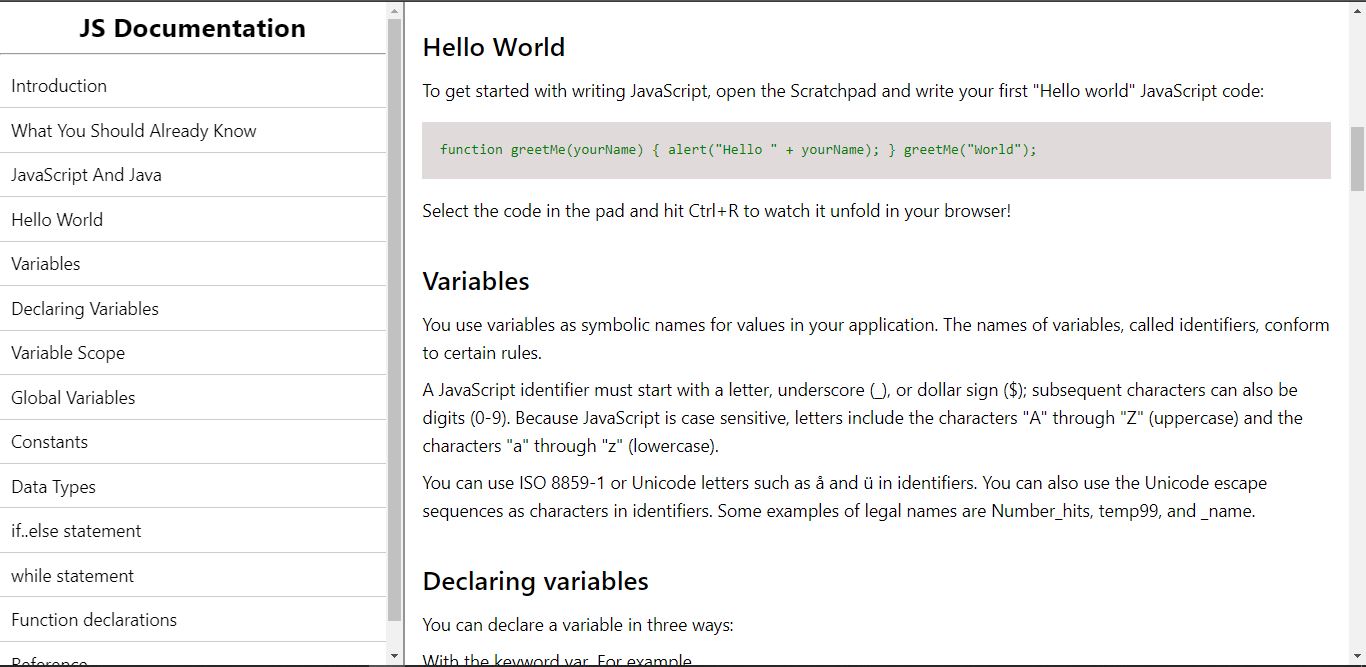 JS Documentation
Introduction
What You Should Already Know
JavaScript And Java
Hello World
Variables
Declaring Variables
Variable Scope
Global Variables
Constants
Data Types
if..else statement
while statement
Function declarations
Reference
Hello World
To get started with writing JavaScript, open the Scratchpad and write your first "Hello world" JavaScript code:
function greetMe(yourName) { alert("Hello " + yourName); } greetMe("World");
Select the code in the pad and hit Ctrl+R to watch it unfold in your browser!
Variables
You use variables as symbolic names for values in your application. The names of variables, called identifiers, conform
to certain rules.
A JavaScript identifier must start with a letter, underscore (_), or dollar sign ($); subsequent characters can also be
digits (0-9). Because JavaScript is case sensitive, letters include the characters "A" through "Z" (uppercase) and the
characters "a" through "z" (lowercase).
You can use ISO 8859-1 or Unicode letters such as å and ü in identifiers. You can also use the Unicode escape
sequences as characters in identifiers. Some examples of legal names are Number_hits, temp99, and _name.
Declaring variables
You can declare a variable in three ways:
With the keyword var. For example,